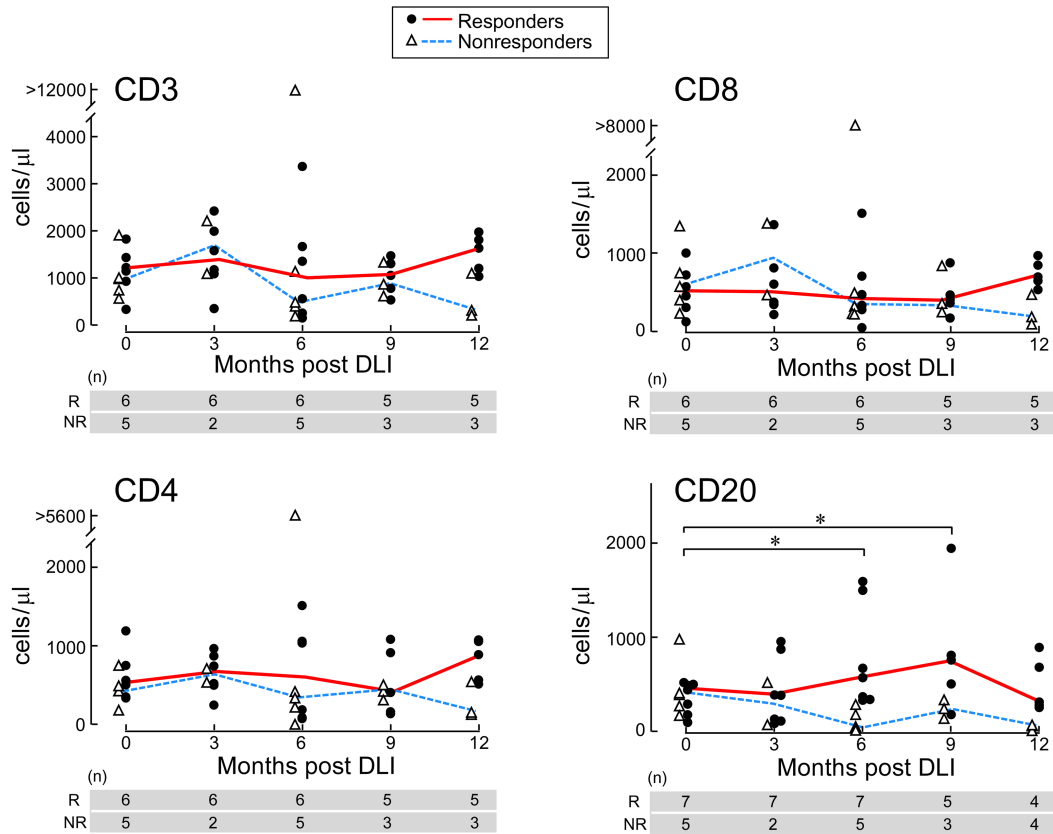 Responders
Nonresponders
CD3
>12000
4000
3000
2000
1000
0
cells/µl
0 3 6 9 12
Months post DLI
(n)
R 6 6 6 5 5
NR 5 2 5 3 3
CD8
>8000
2000
1000
0
cells/µl
0 3 6 9 12
Months post DLI
(n)
R 6 6 6 5 5
NR 5 2 5 3 3
CD4
>5600
2000
1000
0
cells/µl
0 3 6 9 12
Months post DLI
(n)
R 6 6 6 5 5
NR 5 2 5 3 3
CD20
*
*
2000
1000
0
cells/µl
0 3 6 9 12
Months post DLI
(n)
R 7 7 7 5 4
NR 5 2 5 3 4